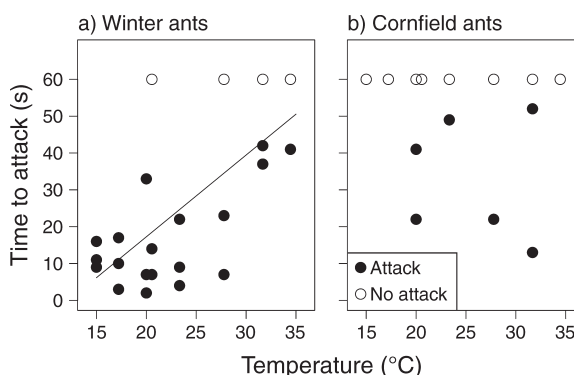 a) Winter ants
b) Cornfield ants
Time to attack (s)
60
50
40
30
20
10
0
Attack
No attack
15 20 25 30 35
15 20 25 30 35
Temperature (°C)